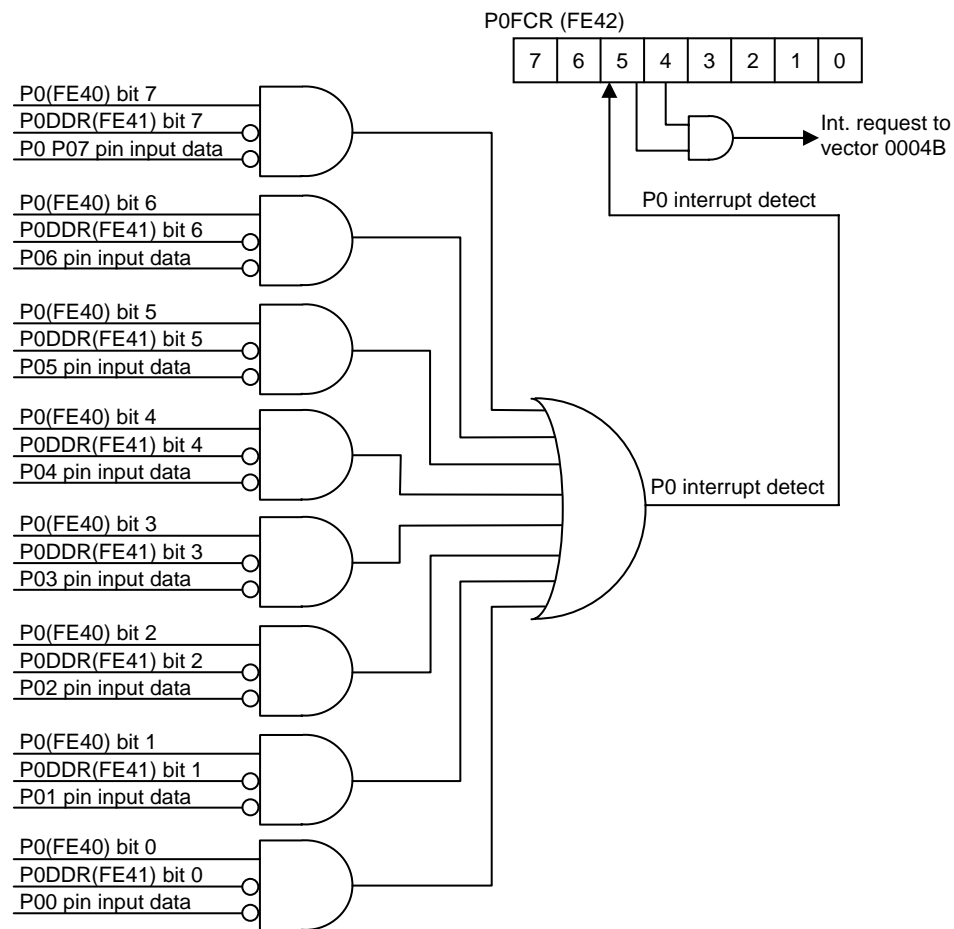 P0FCR (FE42)
7 6 5 4 3 2 1 0
Int. request to
vector 0004B
P0 interrupt detect
P0(FE40) bit 7
P0DDR(FE41) bit 7
P0 P07 pin input data
P0(FE40) bit 6
P0DDR(FE41) bit 6
P06 pin input data
P0(FE40) bit 5
P0DDR(FE41) bit 5
P05 pin input data
P0(FE40) bit 4
P0DDR(FE41) bit 4
P04 pin input data
P0 interrupt detect
P0(FE40) bit 3
P0DDR(FE41) bit 3
P03 pin input data
P0(FE40) bit 2
P0DDR(FE41) bit 2
P02 pin input data
P0(FE40) bit 1
P0DDR(FE41) bit 1
P01 pin input data
P0(FE40) bit 0
P0DDR(FE41) bit 0
P00 pin input data